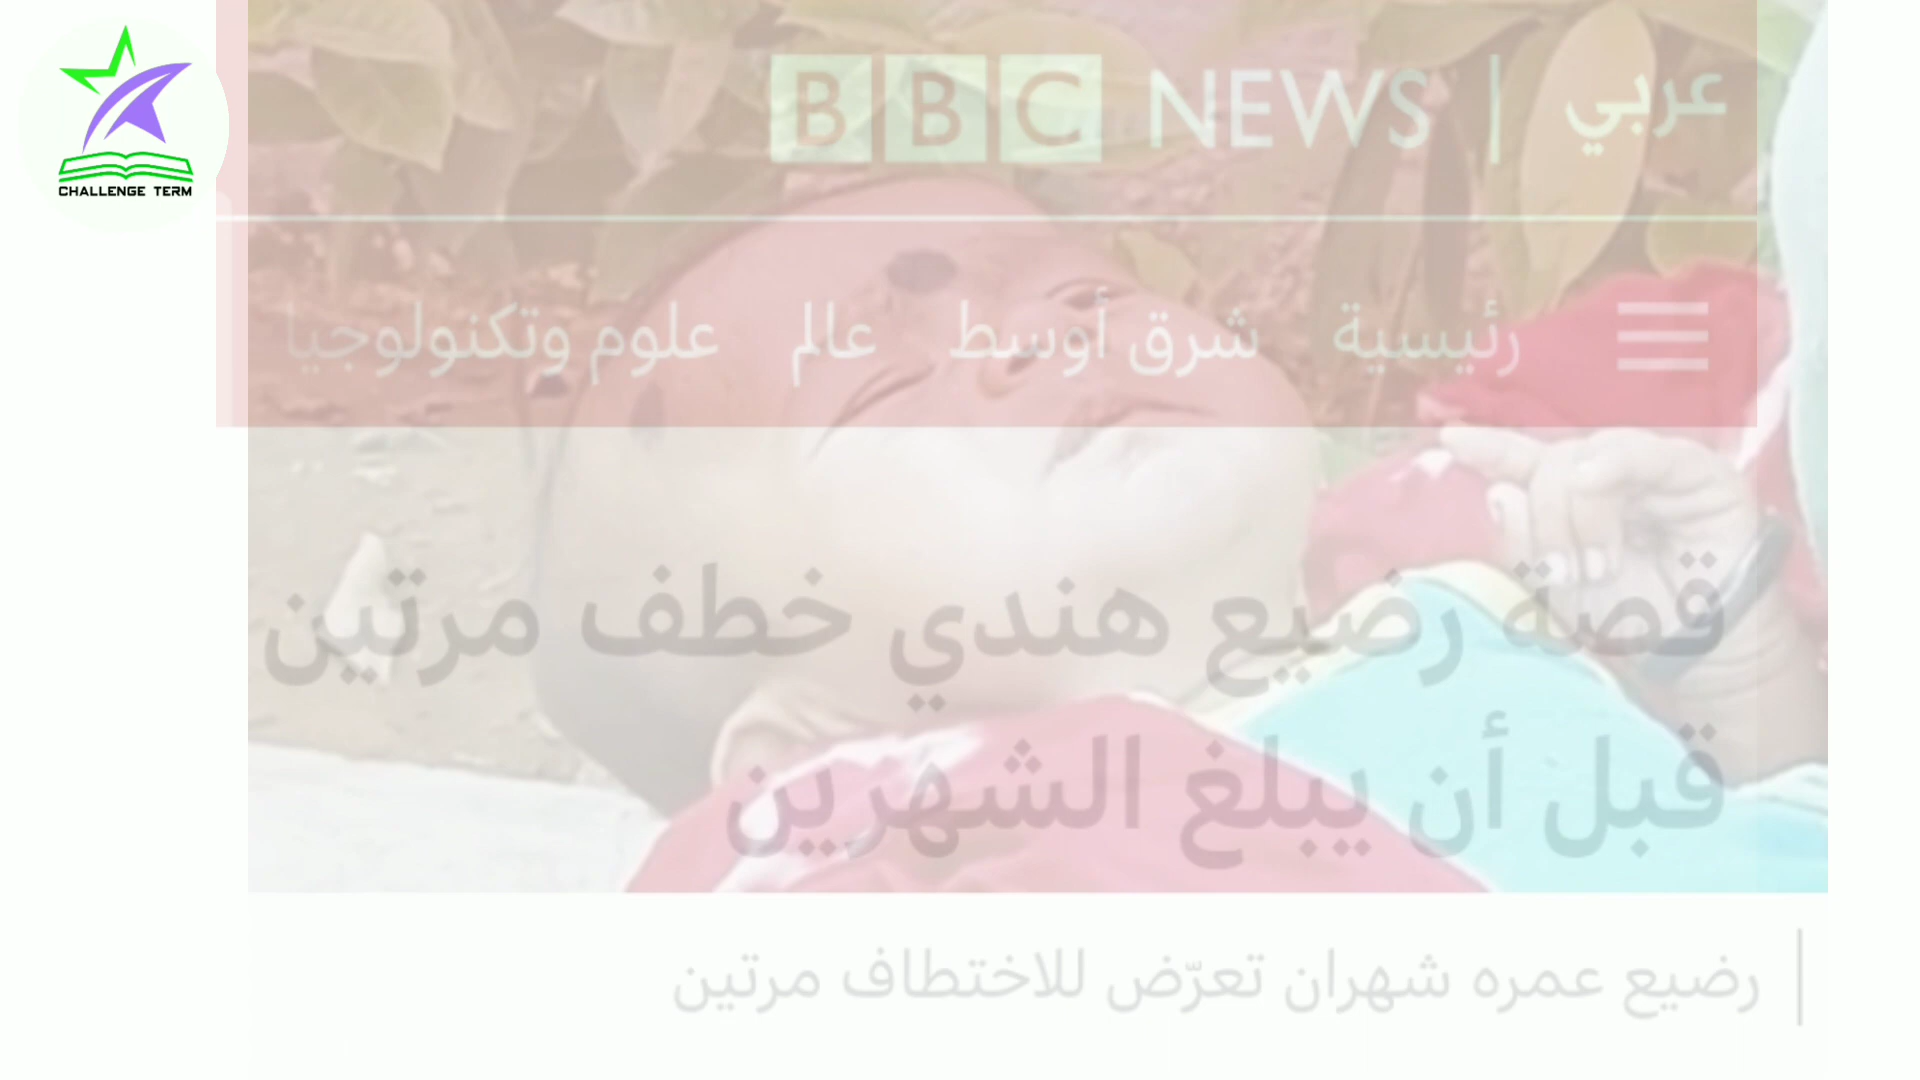 CHALLENGE TERM
BBC NEWS | عربي
رئيسية شرق أوسط عالم علوم وتكنولوجيا
قصة رضيع هندي خطف مرتين
قبل أن يبلغ الشهرين
رضيع عمره شهران تعرّض للاختطاف مرتين